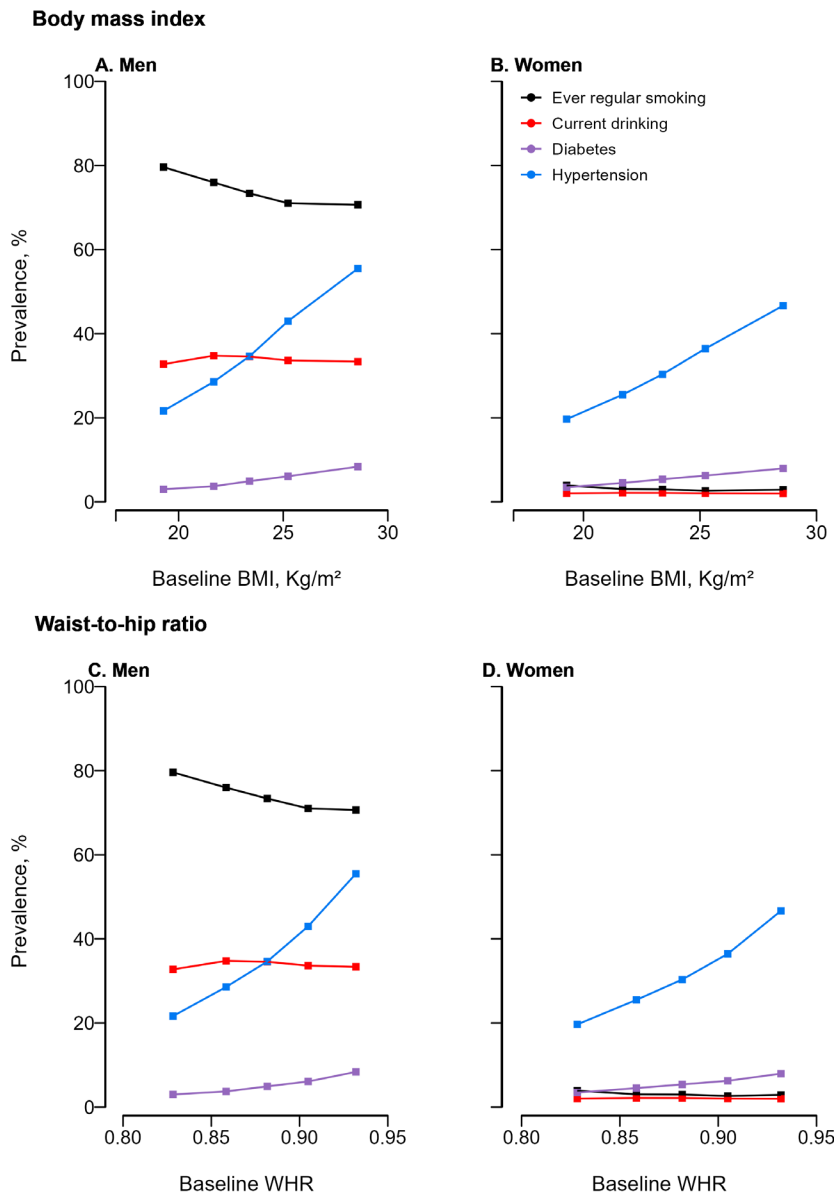 Body mass index
A. Men
B. Women
100
80
60
40
20
0
Prevalence, %
Ever regular smoking
Current drinking
Diabetes
Hypertension
20 25 30
20 25 30
Baseline BMI, Kg/m²
Baseline BMI, Kg/m²
Waist-to-hip ratio
C. Men
D. Women
100
80
60
40
20
0
Prevalence, %
0.80 0.85 0.90 0.95
0.80 0.85 0.90 0.95
Baseline WHR
Baseline WHR